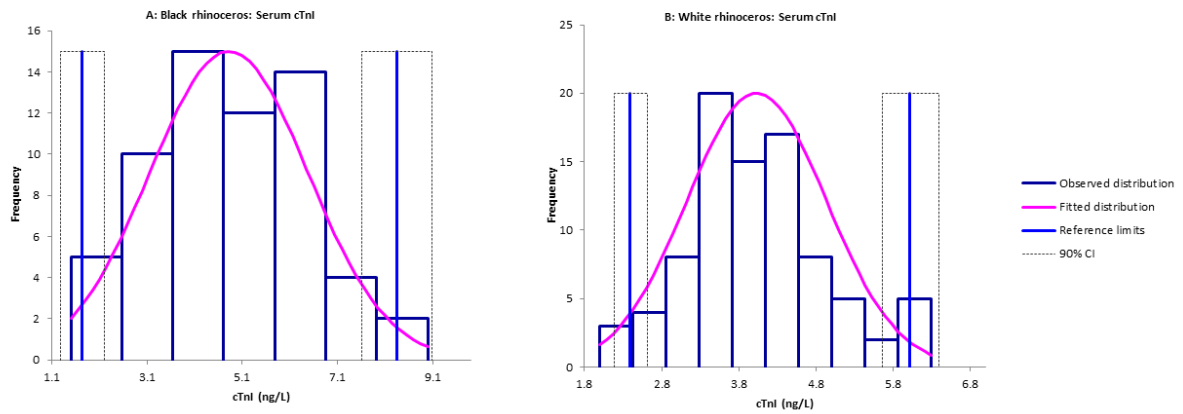 A: Black rhinoceros: Serum cTnI
16
14
12
10
8
6
4
2
0
Frequency
1.1 3.1 5.1 7.1 9.1
cTnI (ng/L)
B: White rhinoceros: Serum cTnI
25
20
15
10
5
0
Frequency
1.8 2.8 3.8 4.8 5.8 6.8
cTnI (ng/L)
Observed distribution
Fitted distribution
Reference limits
90% CI